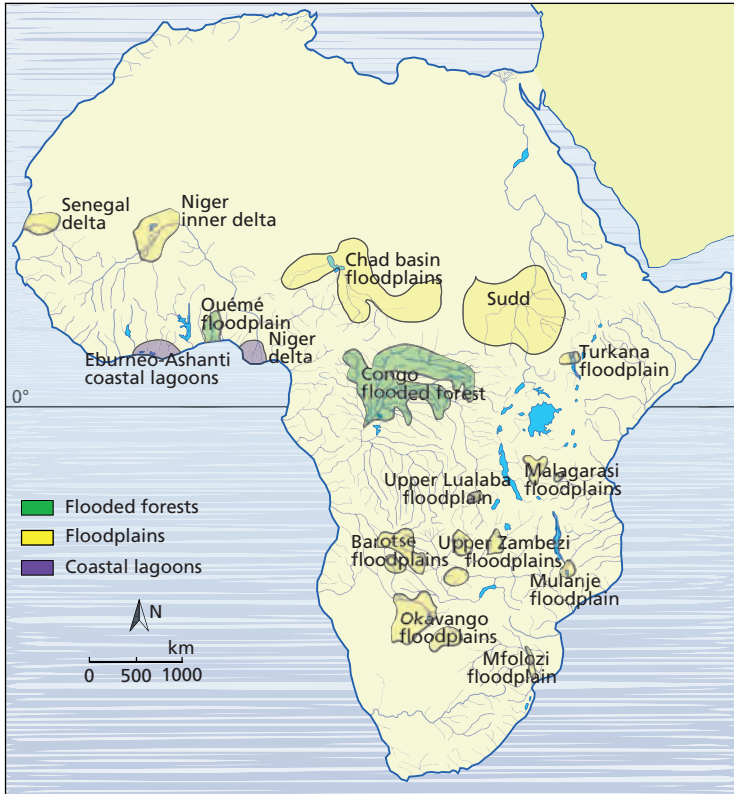 Senegal
delta
Niger
inner delta
Chad basin
floodplains
Sudd
Ouémé
floodplain
Niger
delta
Eburneo-Ashanti
coastal lagoons
Turkana
floodplain
Congo
flooded forest
0°
Upper Lualaba
floodplain
Malagarasi
floodplains
Flooded forests
Floodplains
Coastal lagoons
Barotse
floodplains
Upper Zambezi
floodplains
Mulanje
floodplain
N
km
0 500 1000
Okavango
floodplains
Mfolozi
floodplain